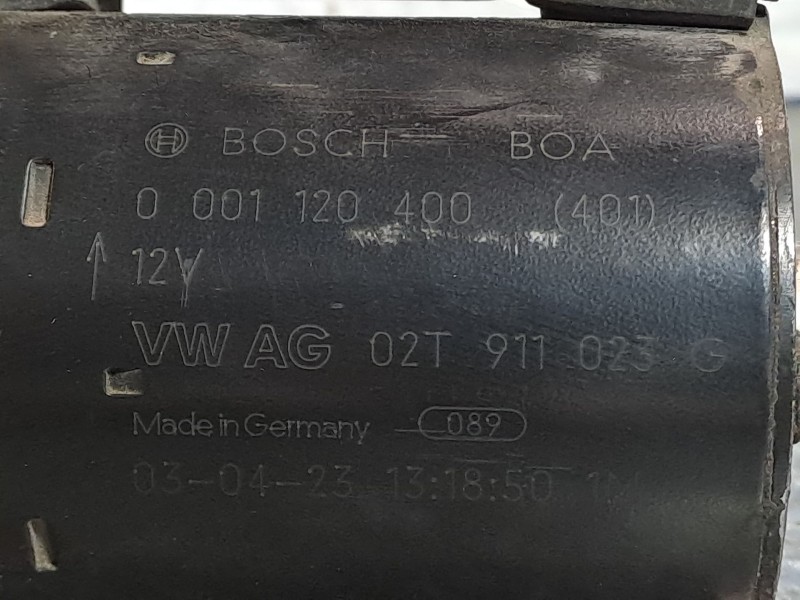 BOSCH BOA
0 001 120 400 (401)
12V
VW AG 02T 911 023 G
Made in Germany 089
03-04-23-13:18:50